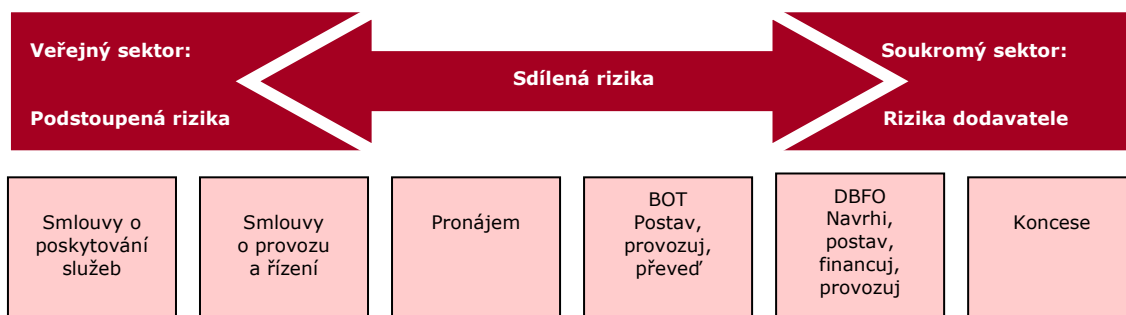 Veřejný sektor:
Podstoupená rizika
Sdílená rizika
Soukromý sektor:
Rizika dodavatele
Smlouvy o
poskytování
služeb
Smlouvy
o provozu
a řízení
Pronájem
BOT
Postav,
provozuj,
převeď
DBFO
Navrhi,
postav,
financuj,
provozuj
Koncese